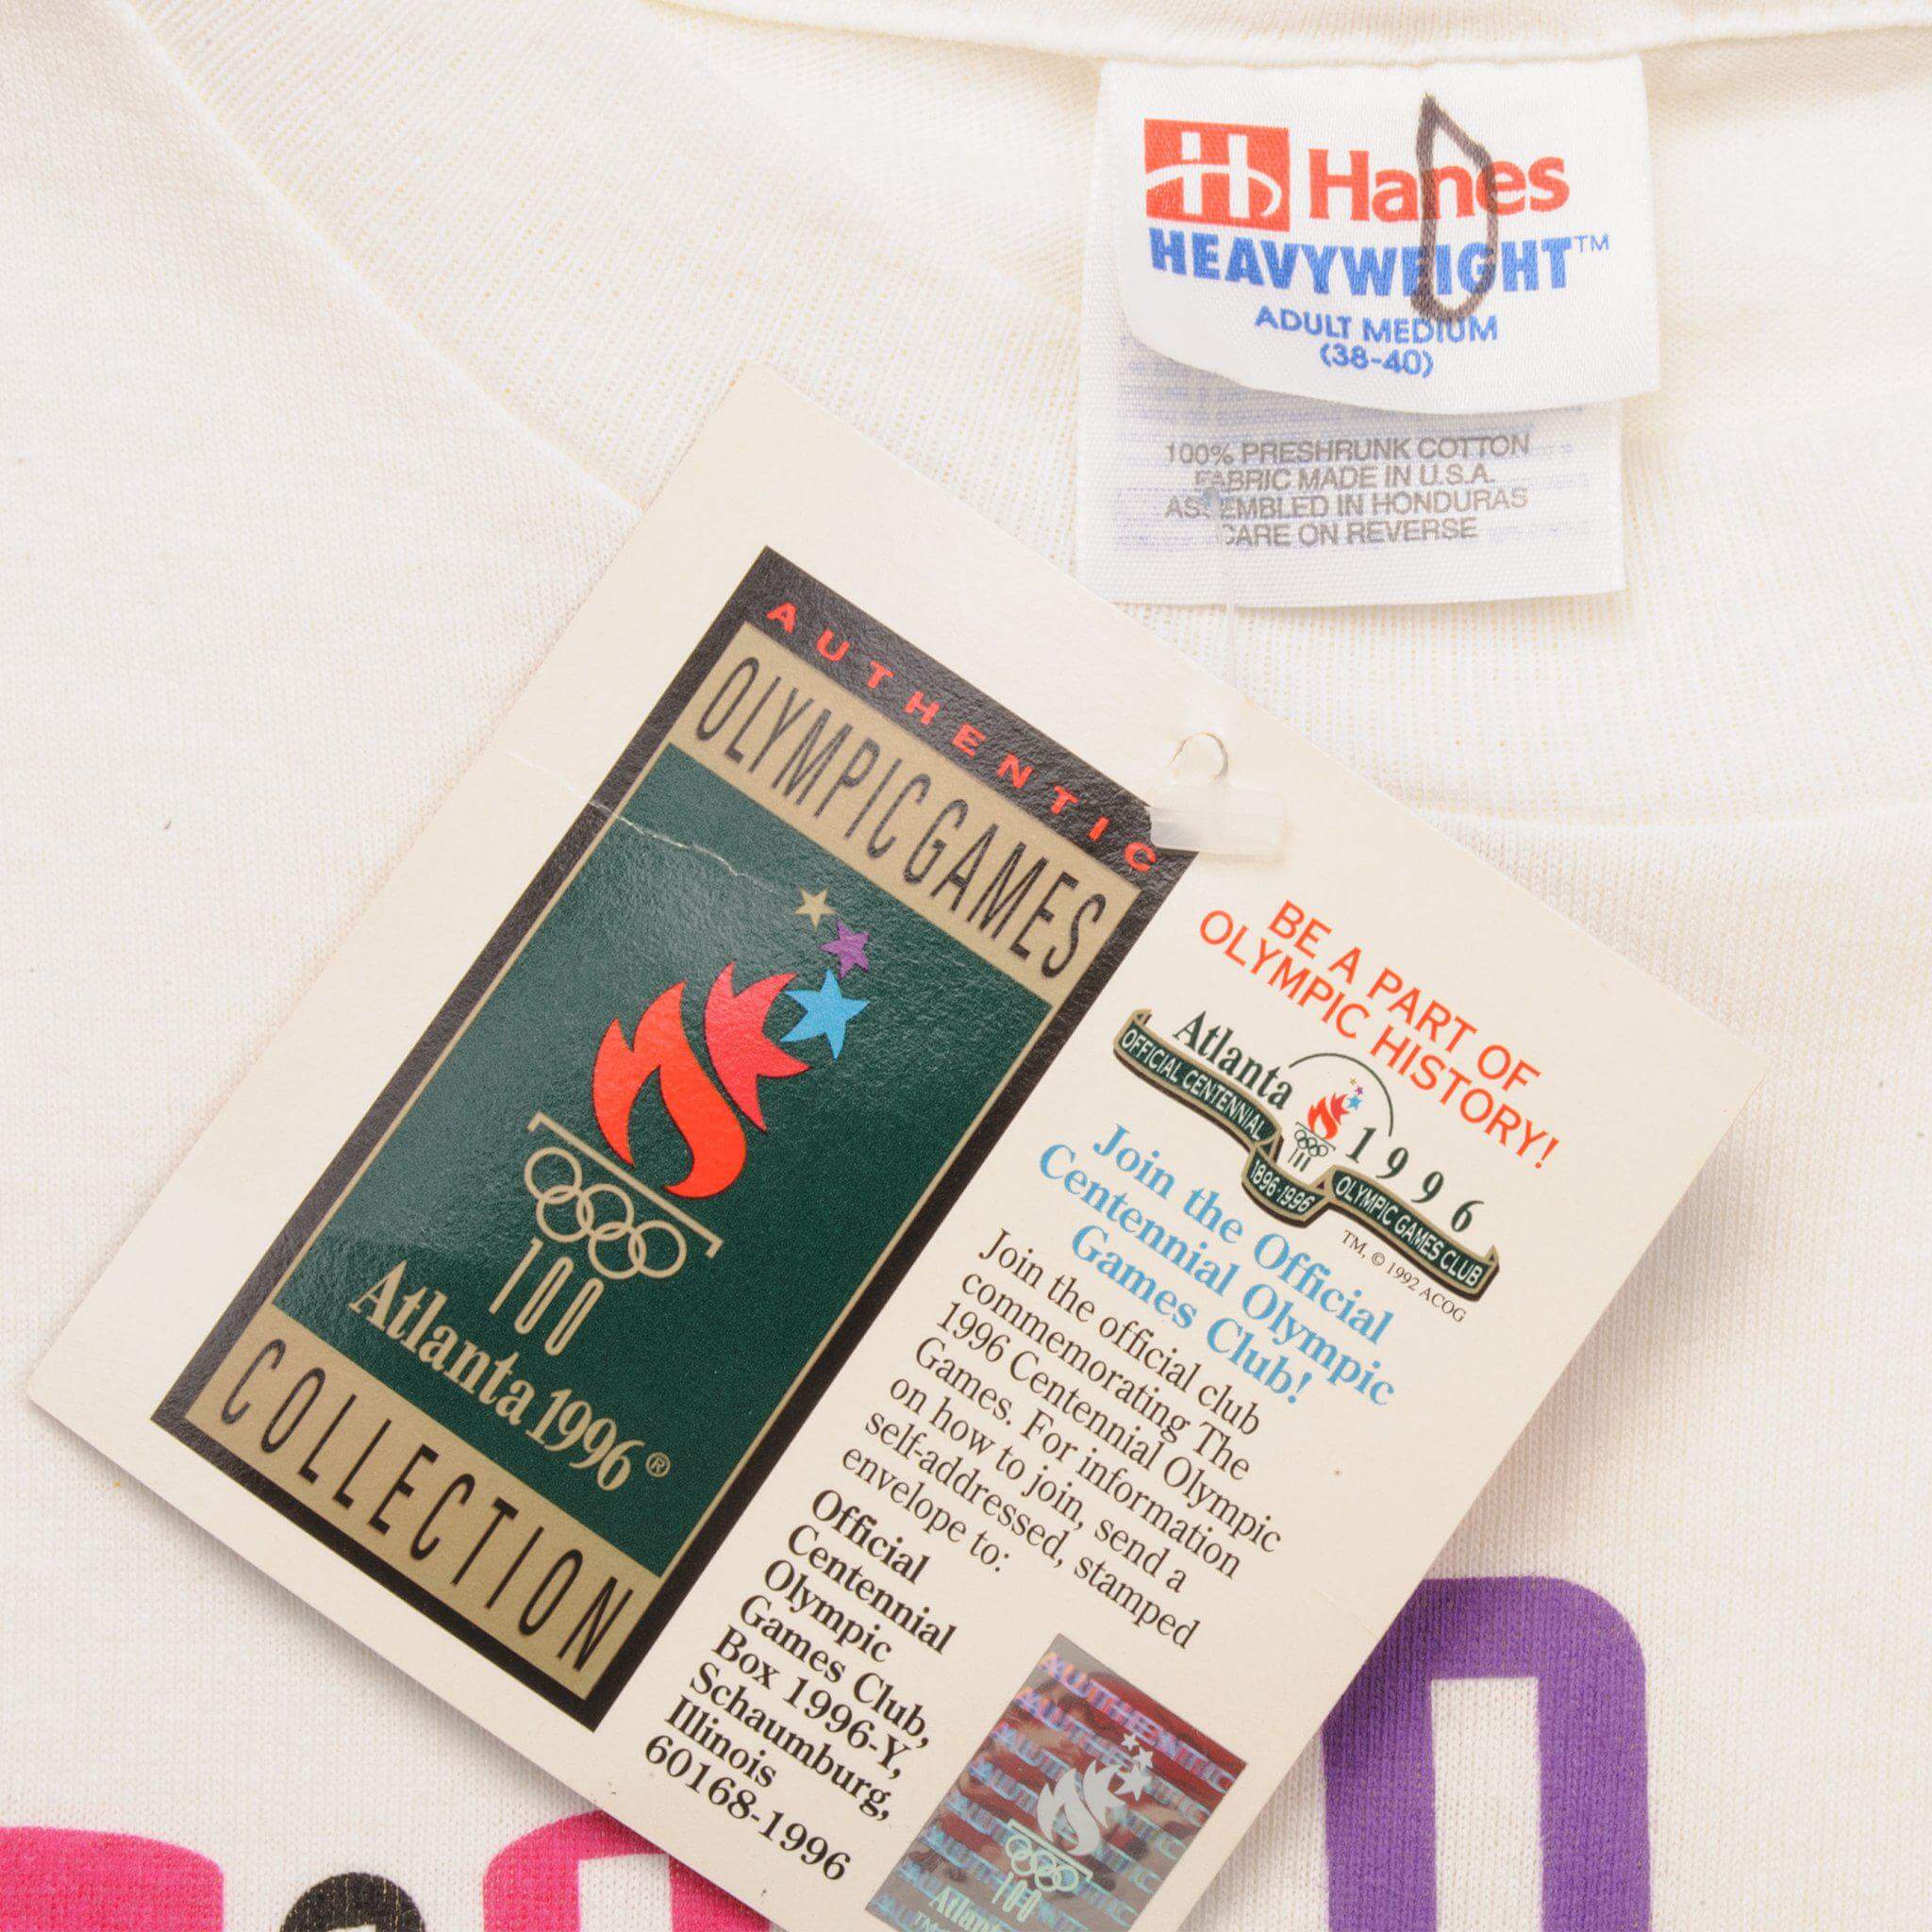 Hanes
HEAVYWEIGHT™
ADULT MEDIUM
(38-40)
100% PRESHRUNK COTTON
FABRIC MADE IN U.S.A.
ASSEMBLED IN HONDURAS
CARE ON REVERSE
AUTHENTIC
OLYMPIC GAMES
100
Atlanta 1996®
COLLECTION
BE A PART OF
OLYMPIC HISTORY!
Atlanta 1996
OFFICIAL CENTENNIAL
1896-1996
OLYMPIC GAMES CLUB
TM, © 1992 ACOG
Join the Official
Centennial Olympic
Games Club!
Join the official club
commemorating The
1996 Centennial Olympic
Games. For information
on how to join, send a
self-addressed, stamped
envelope to:
Official
Centennial
Olympic
Games Club,
Box 1996-Y,
Schaumburg,
Illinois
60168-1996
AUTHENTIC
100